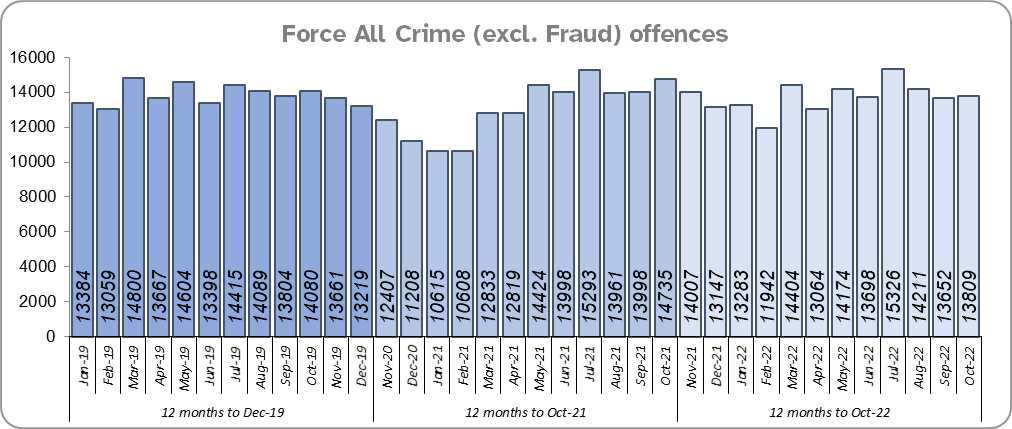 Force All Crime (excl. Fraud) offences
16000
14000
12000
10000
8000
6000
4000
2000
0
13384 13059 14800 13667 14604 13398 14415 14089 13804 14080 13661 13219 12407 11208 10615 10608 12833 12819 14424 13998 15293 13961 13998 14735 14007 13147 13283 11942 14404 13064 14174 13698 15326 14211 13652 13809
Jan-19 Feb-19 Mar-19 Apr-19 May-19 Jun-19 Jul-19 Aug-19 Sep-19 Oct-19 Nov-19 Dec-19 Nov-20 Dec-20 Jan-21 Feb-21 Mar-21 Apr-21 May-21 Jun-21 Jul-21 Aug-21 Sep-21 Oct-21 Nov-21 Dec-21 Jan-22 Feb-22 Mar-22 Apr-22 May-22 Jun-22 Jul-22 Aug-22 Sep-22 Oct-22
12 months to Dec-19 12 months to Oct-21 12 months to Oct-22